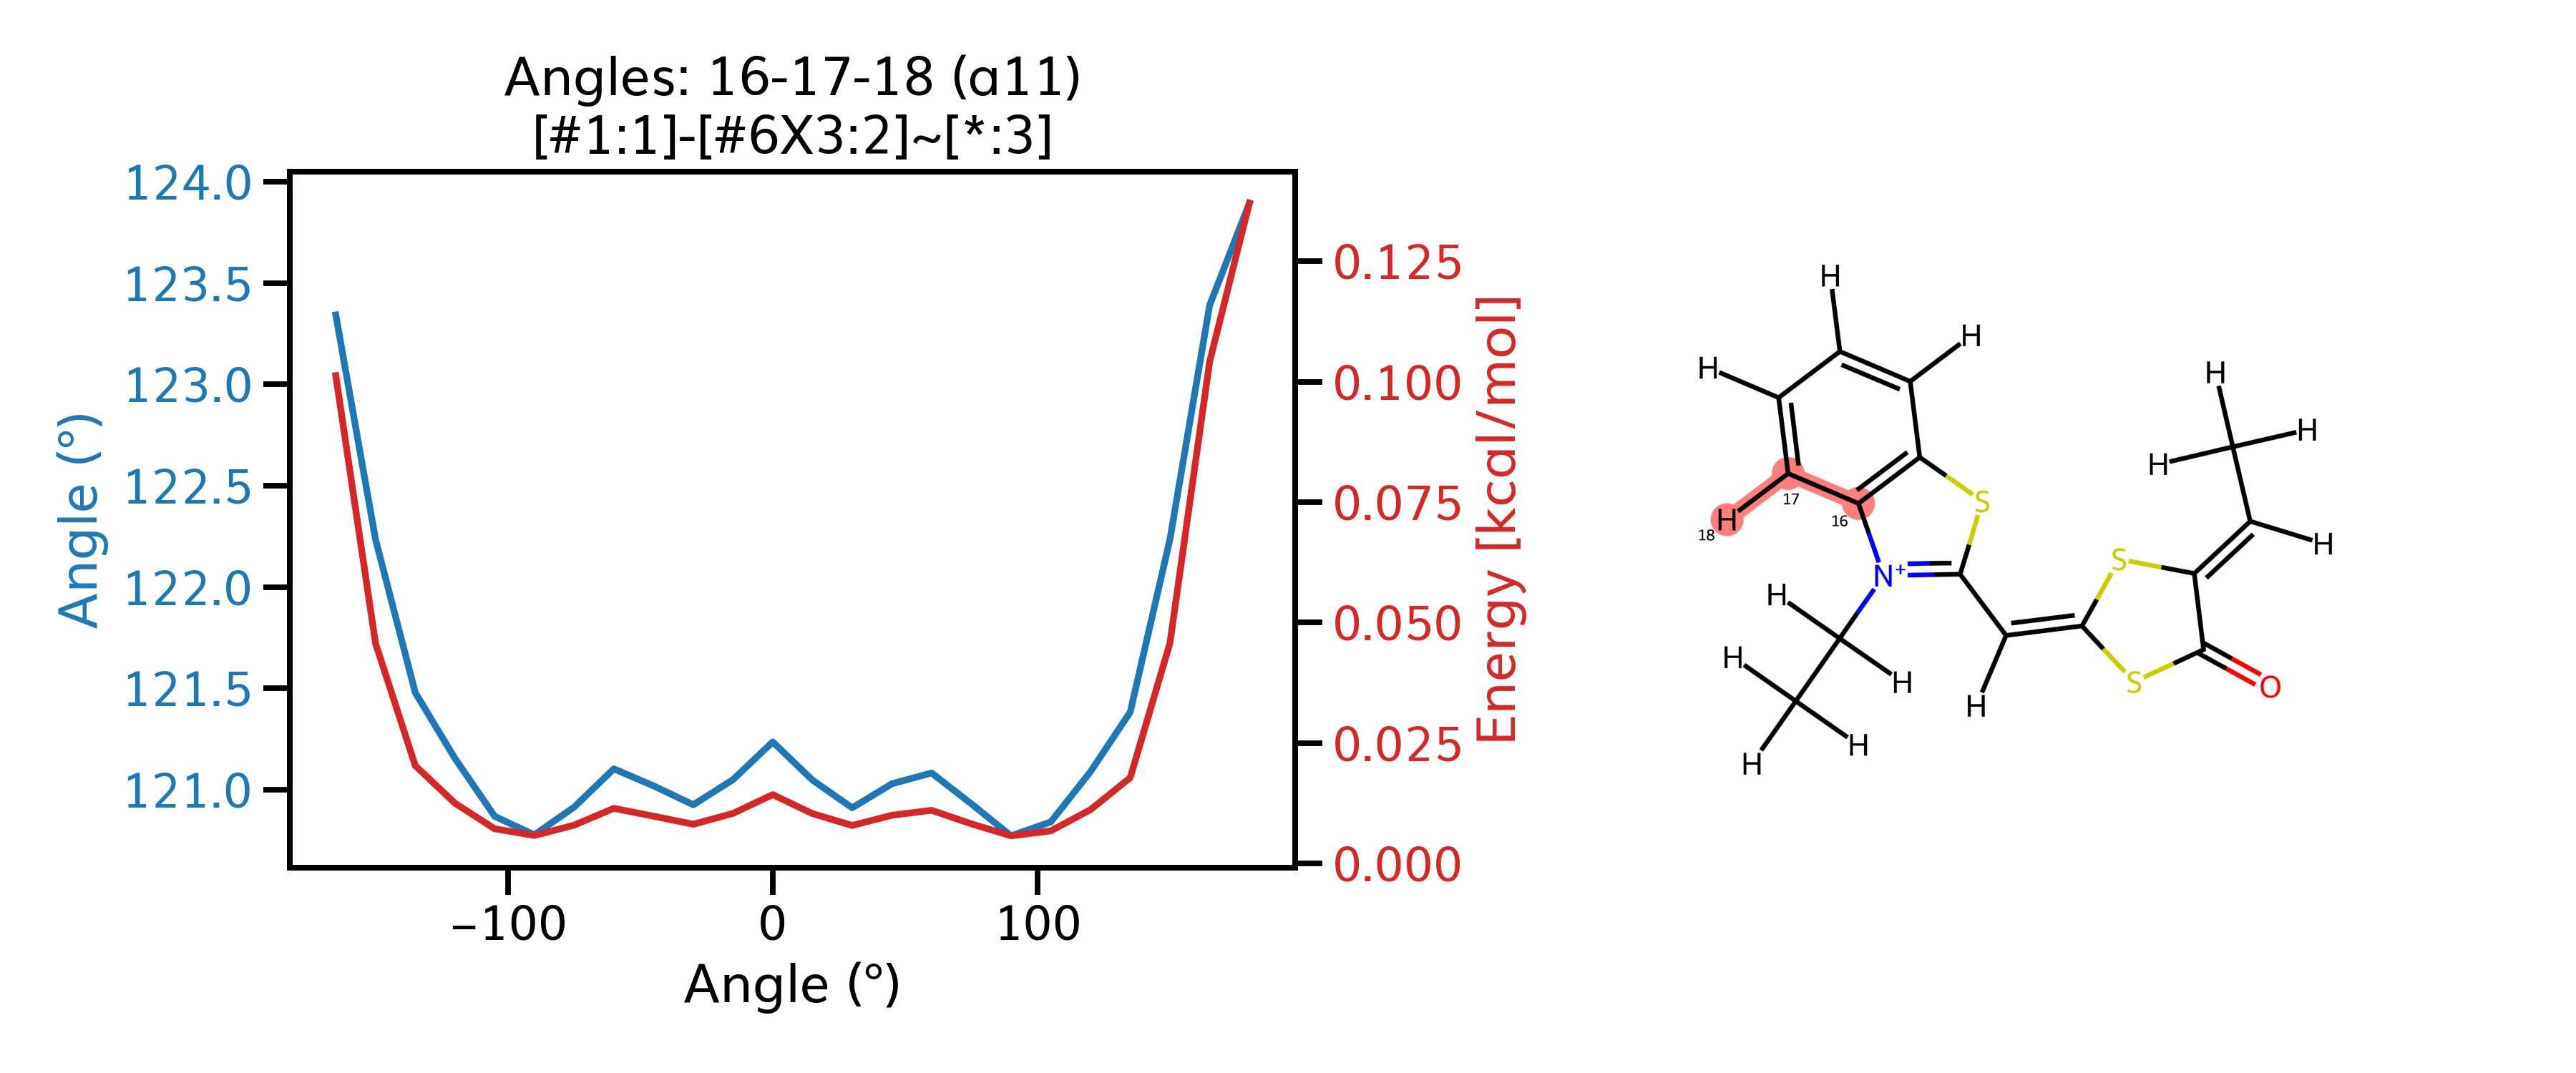 Angles: 16-17-18 (α11)
[#1:1]-[#6X3:2]~[*:3]
124.0
123.5
123.0
122.5
122.0
121.5
121.0
Angle (°)
0.125
0.100
0.075
0.050
0.025
0.000
Energy [kcal/mol]
−100
0
100
Angle (°)
H
H
H
H
17
16
H
18
S
N+
H
H
H
H
H
H
H
S
S
O
H
H
H
H